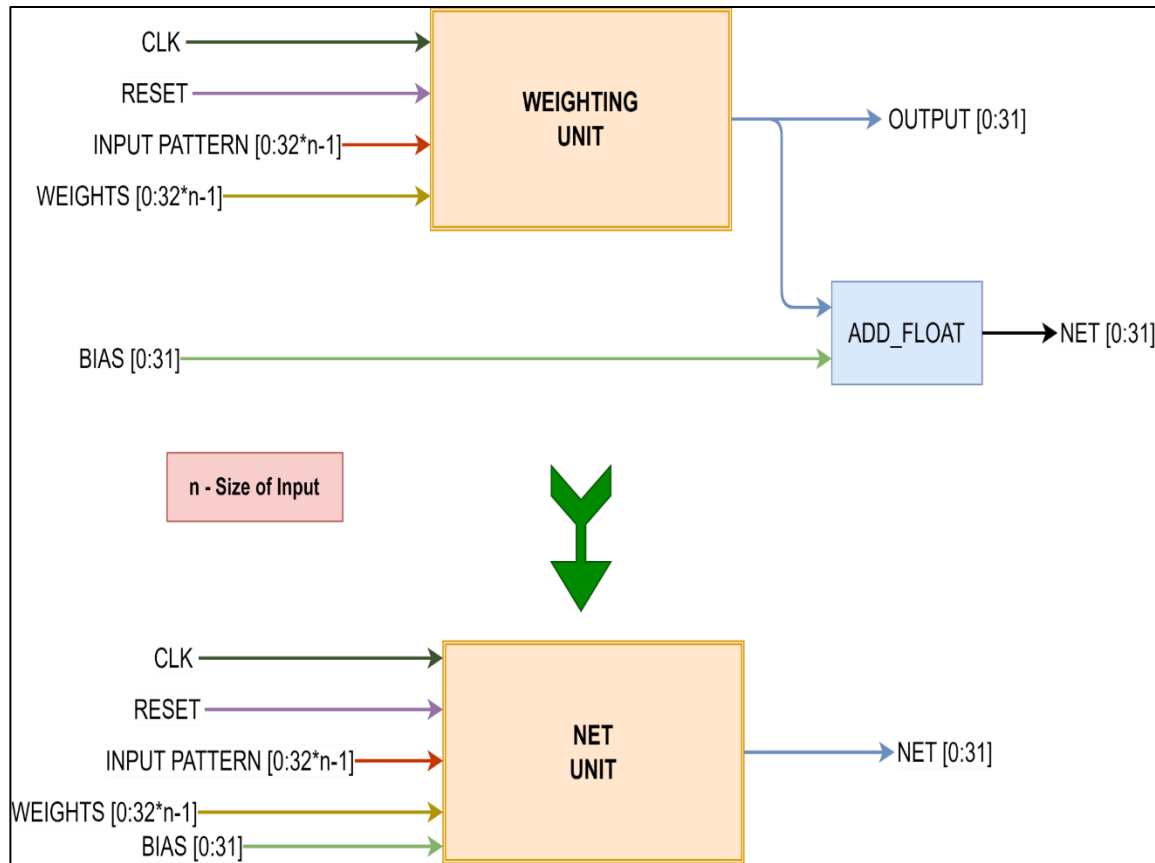 CLK
RESET
INPUT PATTERN [0:32*n-1]
WEIGHTS [0:32*n-1]
WEIGHTING
UNIT
OUTPUT [0:31]
BIAS [0:31]
ADD_FLOAT
NET [0:31]
n - Size of Input
CLK
RESET
INPUT PATTERN [0:32*n-1]
WEIGHTS [0:32*n-1]
BIAS [0:31]
NET
UNIT
NET [0:31]